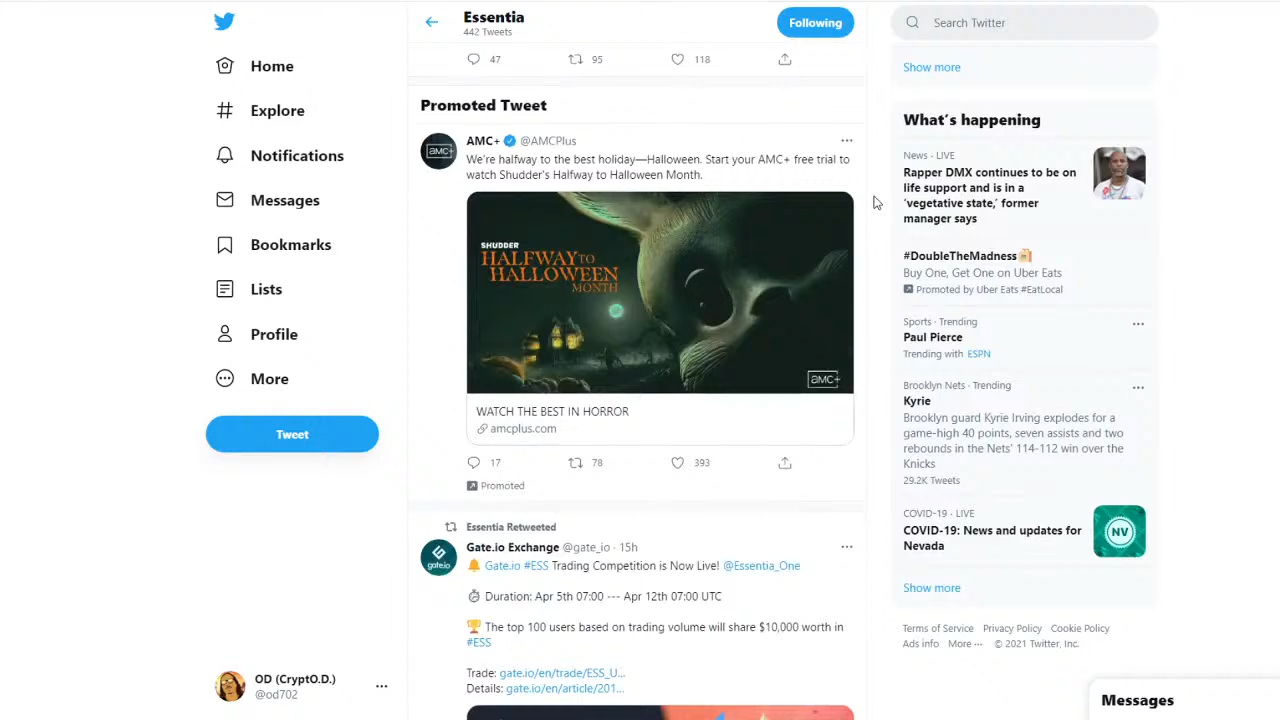 Home
Explore
Notifications
Messages
Bookmarks
Lists
Profile
More
Tweet
OD (CryptO.D.)
@od702
Essentia
442 Tweets
Following
47 95 118
Promoted Tweet
AMC+ @AMCPlus
We're halfway to the best holiday—Halloween. Start your AMC+ free trial to
watch Shudder's Halfway to Halloween Month.
SHUDDER
HALFWAY TO
HALLOWEEN
MONTH
AMC+
WATCH THE BEST IN HORROR
amcplus.com
17 78 393
Promoted
Essentia Retweeted
Gate.io Exchange @gate_io · 15h
Gate.io #ESS Trading Competition is Now Live! @Essentia_One
Duration: Apr 5th 07:00 --- Apr 12th 07:00 UTC
The top 100 users based on trading volume will share $10,000 worth in
#ESS
Trade: gate.io/en/trade/ESS_U...
Details: gate.io/en/article/201...
Search Twitter
Show more
What's happening
News · LIVE
Rapper DMX continues to be on
life support and is in a
'vegetative state,' former
manager says
#DoubleTheMadness
Buy One, Get One on Uber Eats
Promoted by Uber Eats #EatLocal
Sports · Trending
Paul Pierce
Trending with ESPN
Brooklyn Nets · Trending
Kyrie
Brooklyn guard Kyrie Irving explodes for a
game-high 40 points, seven assists and two
rebounds in the Nets' 114-112 win over the
Knicks
29.2K Tweets
COVID-19 · LIVE
COVID-19: News and updates for
Nevada
NV
Show more
Terms of Service Privacy Policy Cookie Policy
Ads info More ··· © 2021 Twitter, Inc.
Messages